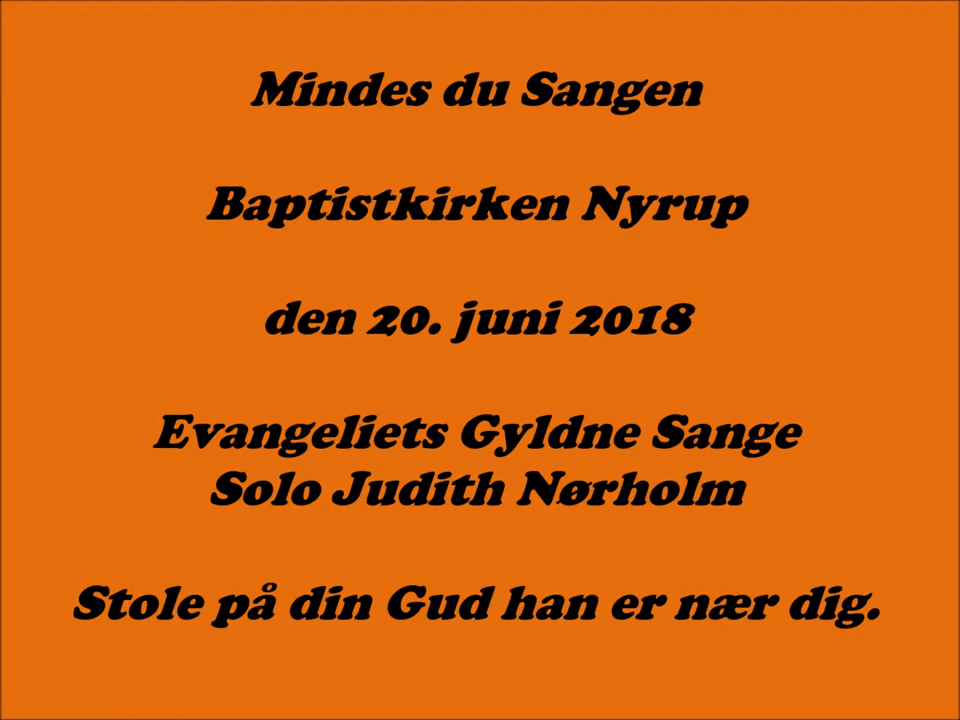 Mindes du Sangen
Baptistkirken Nyrup
den 20. juni 2018
Evangeliets Gyldne Sange
Solo Judith Nørholm
Stole på din Gud han er nær dig.